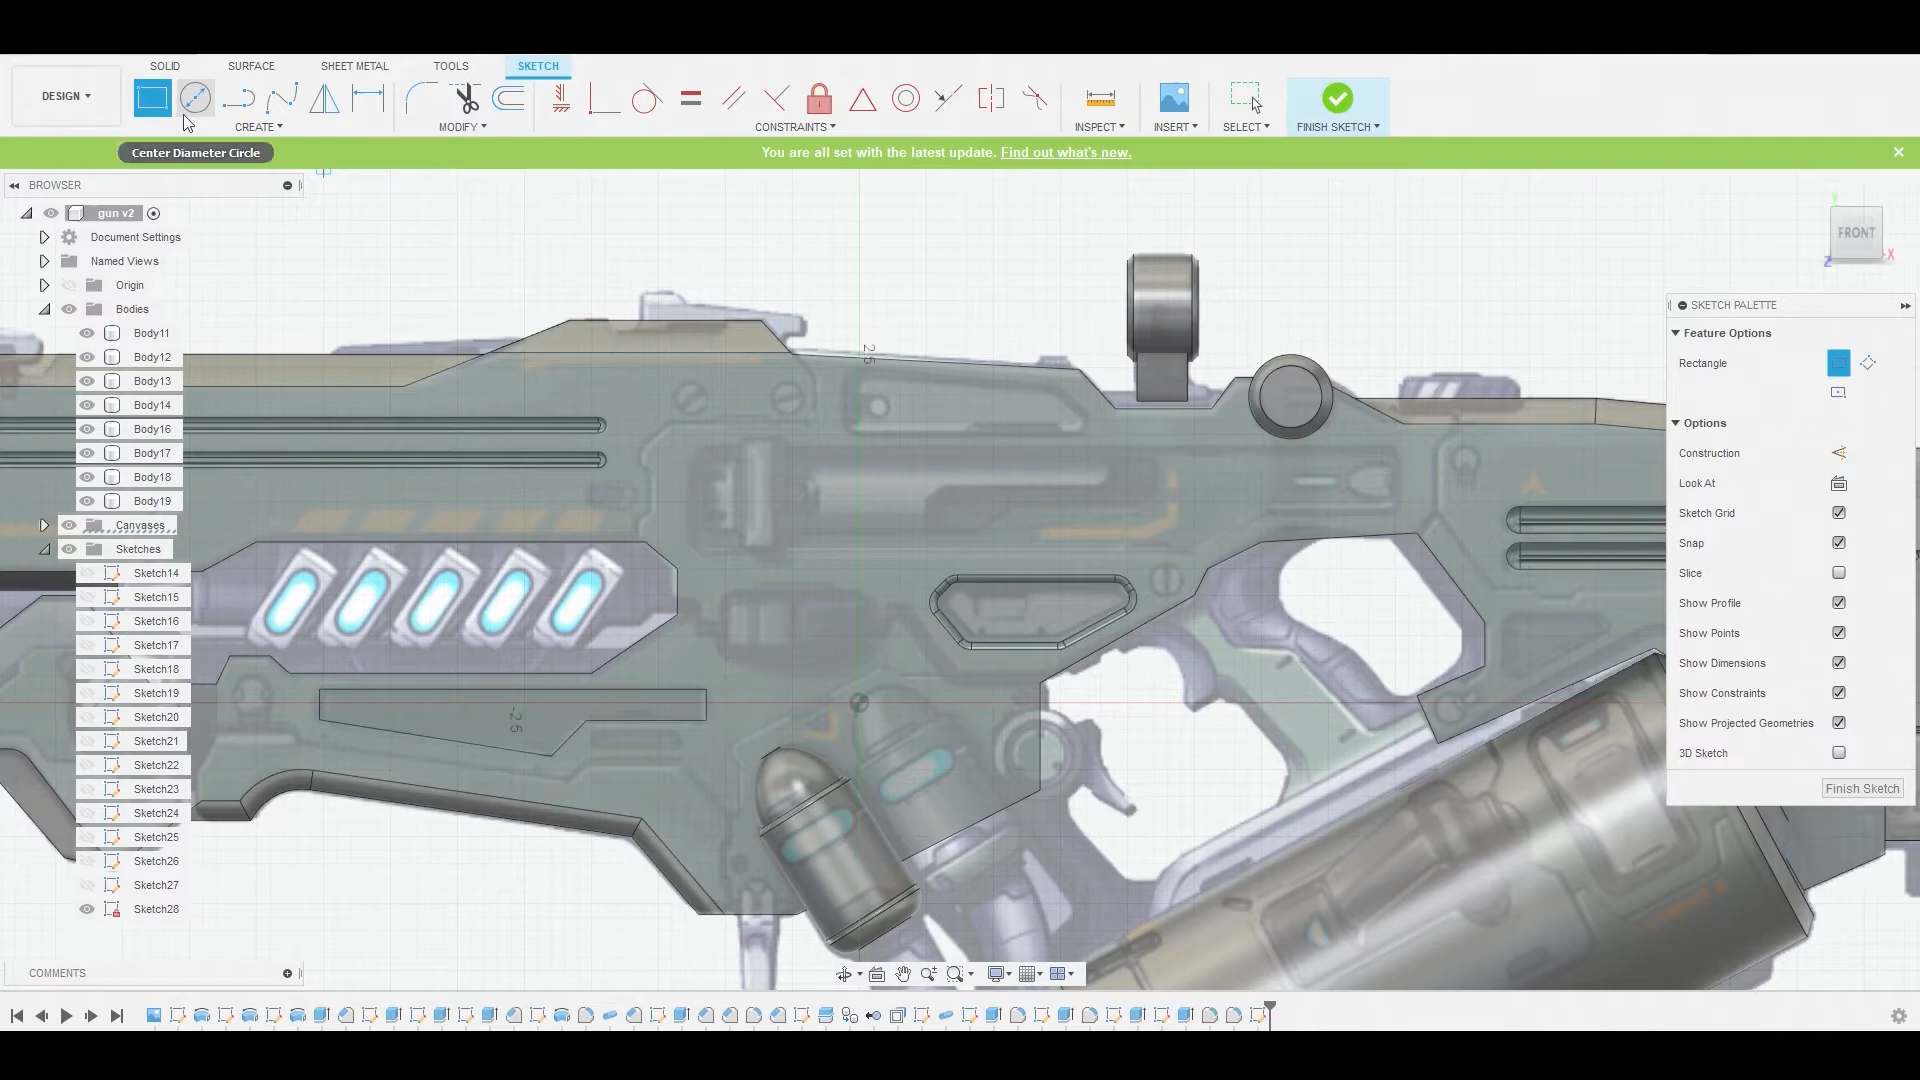 SOLID SURFACE SHEET METAL TOOLS SKETCH
DESIGN
CREATE MODIFY CONSTRAINTS INSPECT INSERT SELECT FINISH SKETCH
Center Diameter Circle
You are all set with the latest update. Find out what's new.
BROWSER
gun v2
Document Settings
Named Views
Origin
Bodies
Body11
Body12
Body13
Body14
Body16
Body17
Body18
Body19
Canvases
Sketches
Sketch14
Sketch15
Sketch16
Sketch17
Sketch18
Sketch19
Sketch20
Sketch21
Sketch22
Sketch23
Sketch24
Sketch25
Sketch26
Sketch27
Sketch28
COMMENTS
25
-25
Y
FRONT
X
Z
SKETCH PALETTE
Feature Options
Rectangle
Options
Construction
Look At
Sketch Grid
Snap
Slice
Show Profile
Show Points
Show Dimensions
Show Constraints
Show Projected Geometries
3D Sketch
Finish Sketch